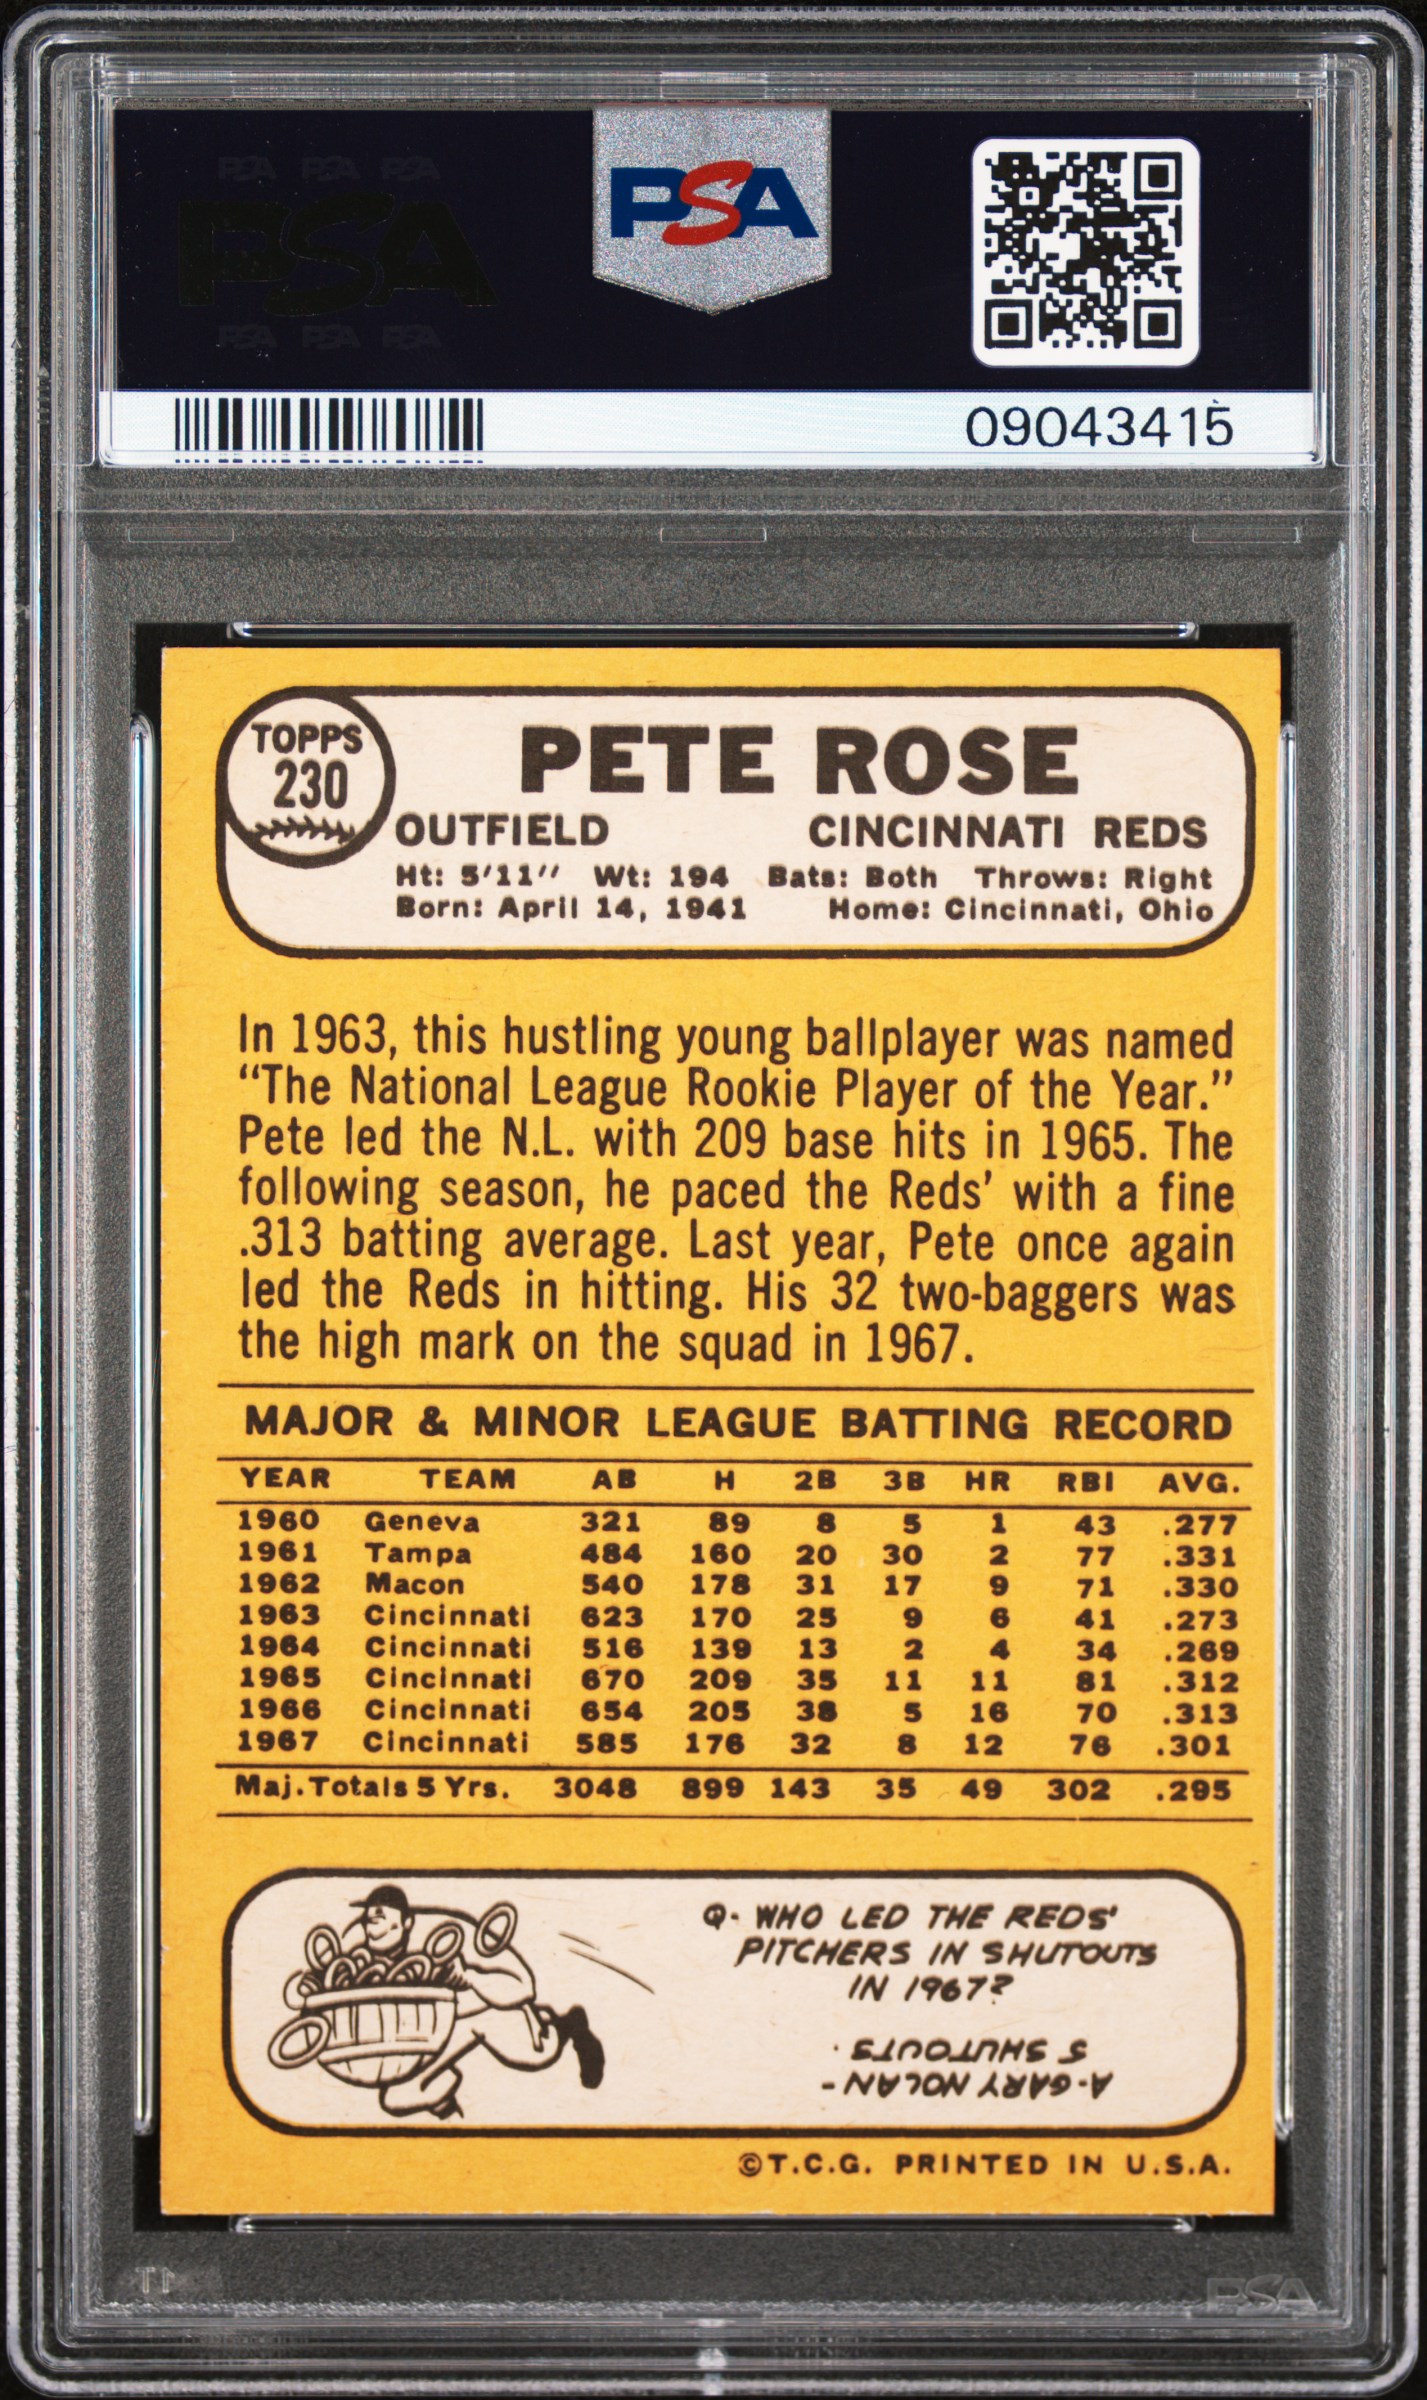 PSA PSA PSA
PSA
PSA PSA PSA
PSA
09043415
TOPPS
230
PETE ROSE
OUTFIELD CINCINNATI REDS
Ht: 5'11" Wt: 194 Bats: Both Throws: Right
Born: April 14, 1941 Home: Cincinnati, Ohio
In 1963, this hustling young ballplayer was named
“The National League Rookie Player of the Year.”
Pete led the N.L. with 209 base hits in 1965. The
following season, he paced the Reds’ with a fine
.313 batting average. Last year, Pete once again
led the Reds in hitting. His 32 two-baggers was
the high mark on the squad in 1967.
MAJOR & MINOR LEAGUE BATTING RECORD
YEAR TEAM AB H 2B 3B HR RBI AVG.
1960 Geneva 321 89 8 5 1 43 .277
1961 Tampa 484 160 20 30 2 77 .331
1962 Macon 540 178 31 17 9 71 .330
1963 Cincinnati 623 170 25 9 6 41 .273
1964 Cincinnati 516 139 13 2 4 34 .269
1965 Cincinnati 670 209 35 11 11 81 .312
1966 Cincinnati 654 205 38 5 16 70 .313
1967 Cincinnati 585 176 32 8 12 76 .301
Maj. Totals 5 Yrs. 3048 899 143 35 49 302 .295
Q- WHO LED THE REDS'
PITCHERS IN SHUTOUTS
IN 1967?
A-GARY NOLAN -
5 SHUTOUTS.
©T.C.G. PRINTED IN U.S.A.
PSA